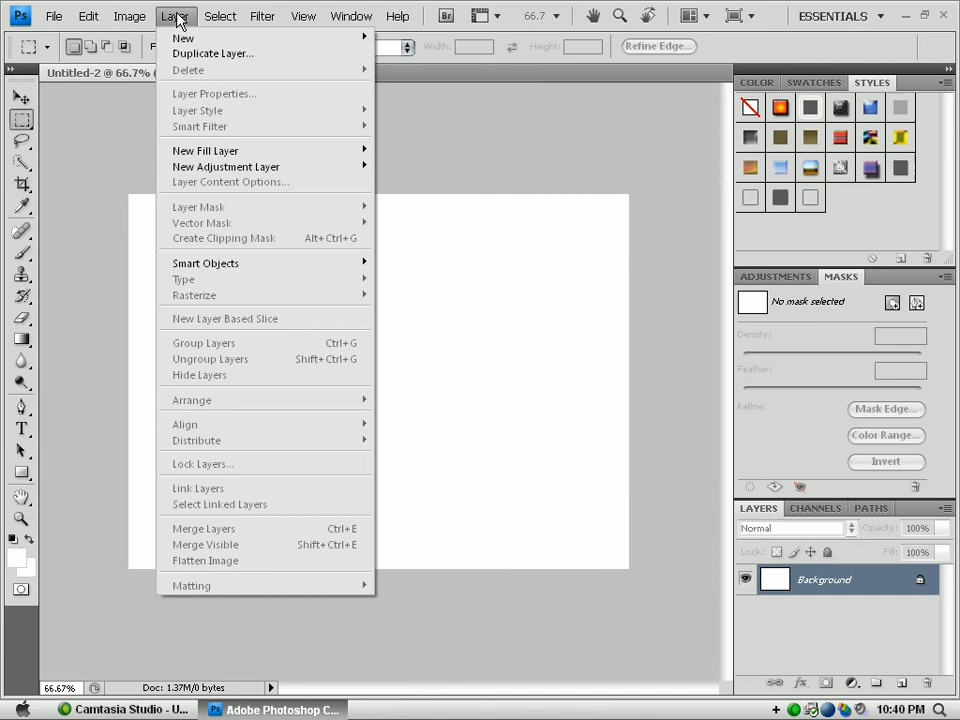 Ps File Edit Image Layer Select Filter View Window Help Br 66.7 ESSENTIALS
Width: Height: Refine Edge...
Untitled-2 @ 66.7%
New
Duplicate Layer...
Delete
Layer Properties...
Layer Style
Smart Filter
New Fill Layer
New Adjustment Layer
Layer Content Options...
Layer Mask
Vector Mask
Create Clipping Mask Alt+Ctrl+G
Smart Objects
Type
Rasterize
New Layer Based Slice
Group Layers Ctrl+G
Ungroup Layers Shift+Ctrl+G
Hide Layers
Arrange
Align
Distribute
Lock Layers...
Link Layers
Select Linked Layers
Merge Layers Ctrl+E
Merge Visible Shift+Ctrl+E
Flatten Image
Matting
COLOR SWATCHES STYLES
ADJUSTMENTS MASKS
No mask selected
Density:
Feather:
Refine: Mask Edge...
Color Range...
Invert
LAYERS CHANNELS PATHS
Normal Opacity: 100%
Lock: Fill: 100%
Background
66.67% Doc: 1.37M/0 bytes
Camtasia Studio - U... Ps Adobe Photoshop C... 10:40 PM